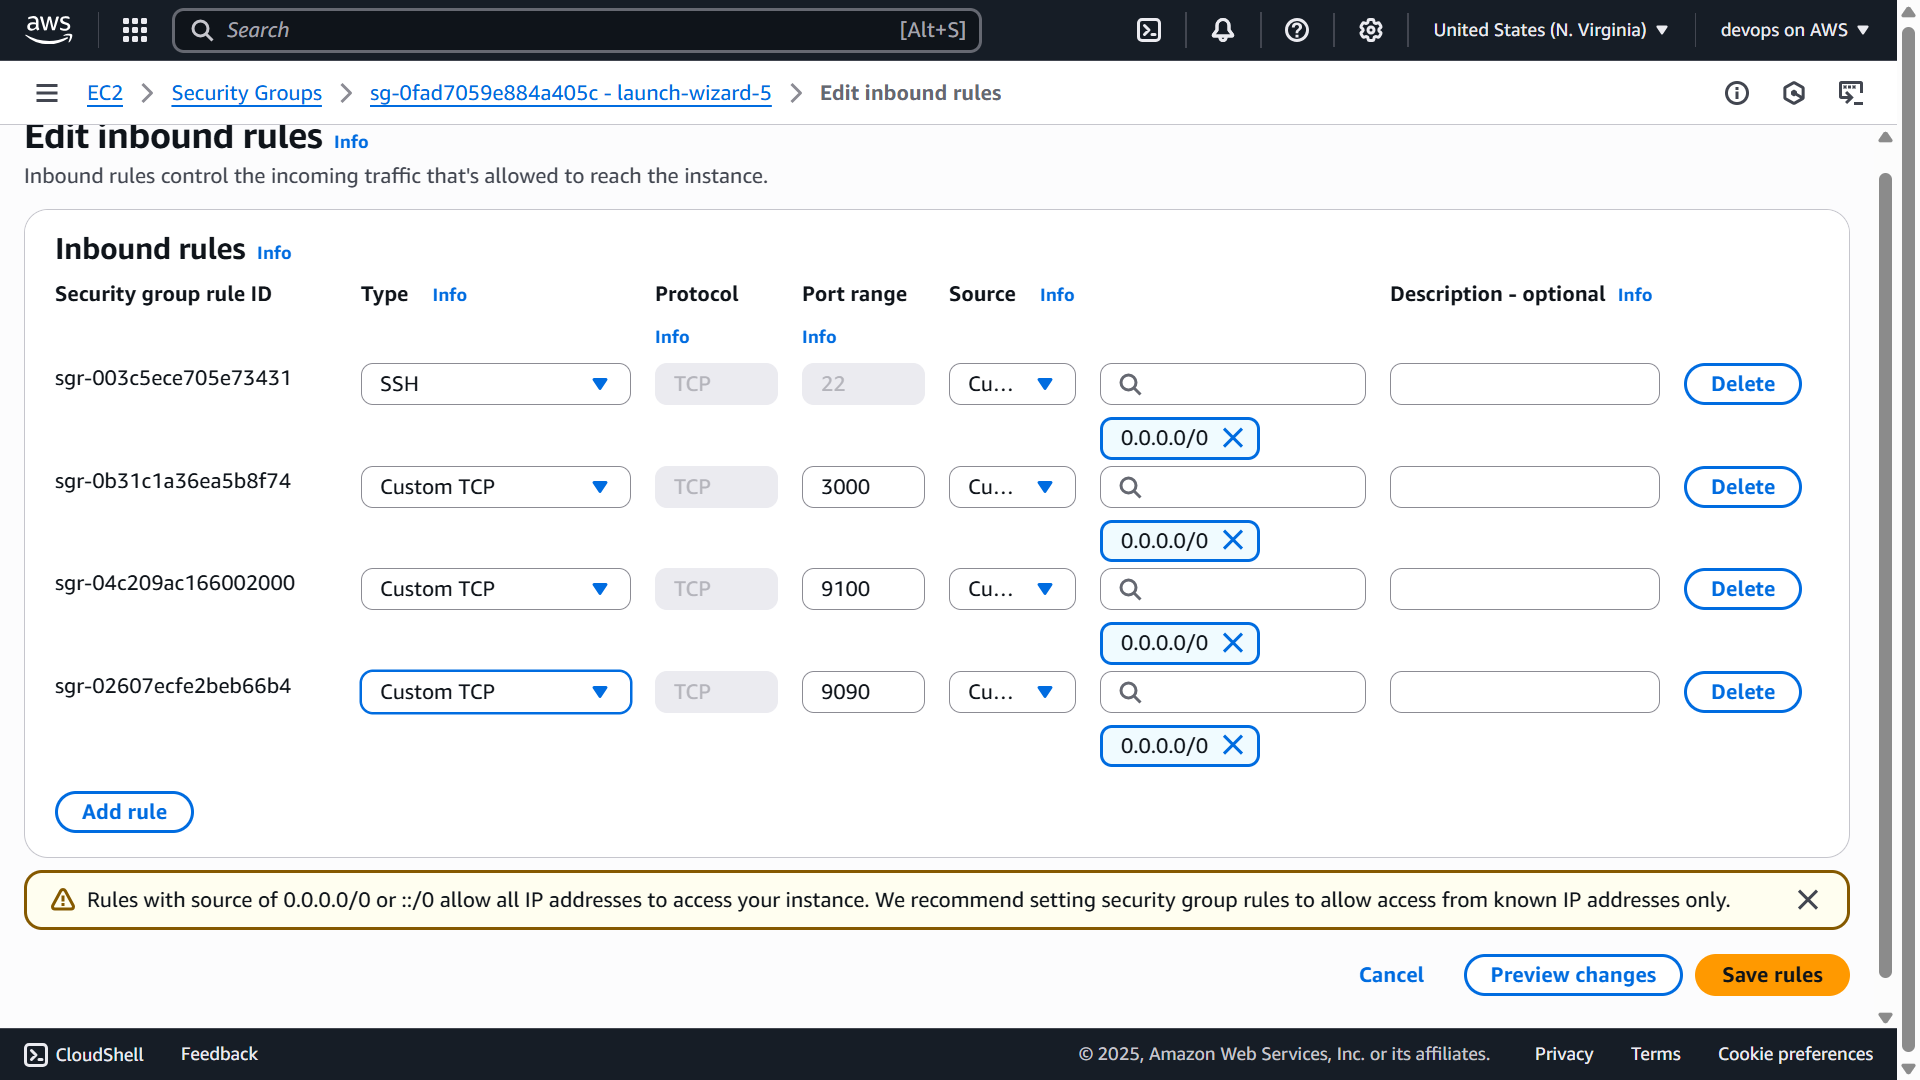 aws
Search [Alt+S]
United States (N. Virginia)
devops on AWS
EC2 > Security Groups > sg-0fad7059e884a405c - launch-wizard-5 > Edit inbound rules
Edit inbound rules Info
Inbound rules control the incoming traffic that's allowed to reach the instance.
Inbound rules Info
Security group rule ID
Type Info
Protocol
Info
Port range
Info
Source Info
Description - optional Info
sgr-003c5ece705e73431 SSH TCP 22 Cu... Delete
0.0.0.0/0
sgr-0b31c1a36ea5b8f74 Custom TCP TCP 3000 Cu... Delete
0.0.0.0/0
sgr-04c209ac166002000 Custom TCP TCP 9100 Cu... Delete
0.0.0.0/0
sgr-02607ecfe2beb66b4 Custom TCP TCP 9090 Cu... Delete
0.0.0.0/0
Add rule
Rules with source of 0.0.0.0/0 or ::/0 allow all IP addresses to access your instance. We recommend setting security group rules to allow access from known IP addresses only.
Cancel Preview changes Save rules
CloudShell Feedback © 2025, Amazon Web Services, Inc. or its affiliates. Privacy Terms Cookie preferences